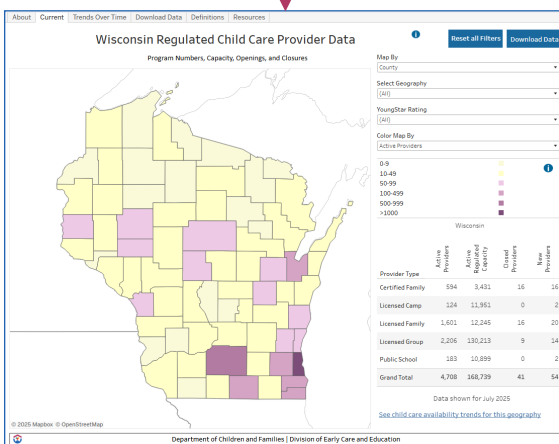 About Current Trends Over Time Download Data Definitions Resources
Wisconsin Regulated Child Care Provider Data
Program Numbers, Capacity, Openings, and Closures
Reset all Filters
Download Data
Map By
County
Select Geography
(All)
YoungStar Rating
(All)
Color Map By
Active Providers
0-9
10-49
50-99
100-499
500-999
>1000
Wisconsin
Provider Type Active Providers Active Regulated Capacity Closed Providers New Providers
Certified Family 594 3,431 16 16
Licensed Camp 124 11,951 0 2
Licensed Family 1,601 12,245 16 20
Licensed Group 2,206 130,213 9 14
Public School 183 10,899 0 2
Grand Total 4,708 168,739 41 54
Data shown for July 2025
See child care availability trends for this geography
© 2025 Mapbox © OpenStreetMap
Department of Children and Families | Division of Early Care and Education